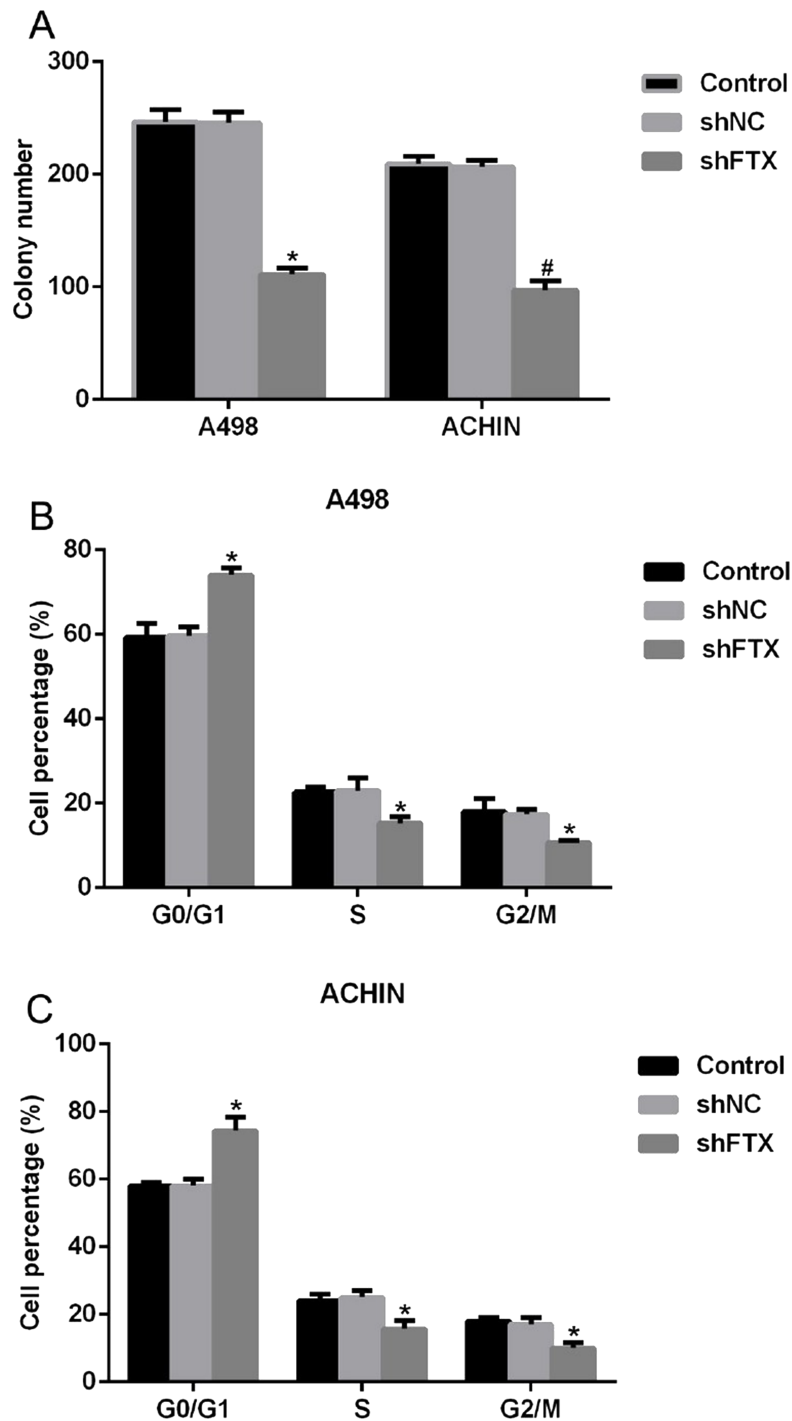 A
300
200
100
0
Colony number
*
#
A498 ACHIN
Control
shNC
shFTX
B
A498
80
60
40
20
0
Cell percentage (%)
*
*
*
G0/G1 S G2/M
Control
shNC
shFTX
C
ACHIN
100
80
60
40
20
0
Cell percentage (%)
*
*
*
G0/G1 S G2/M
Control
shNC
shFTX